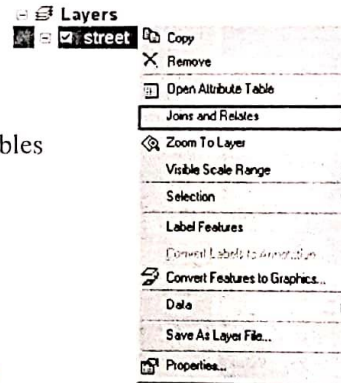 Layers
street
Copy
Remove
Open Attribute Table
Joins and Relates
bles
Zoom To Layer
Visible Scale Range
Selection
Label Features
Convert Labels to Annotation...
Convert Features to Graphics...
Data
Save As Layer File...
Properties...